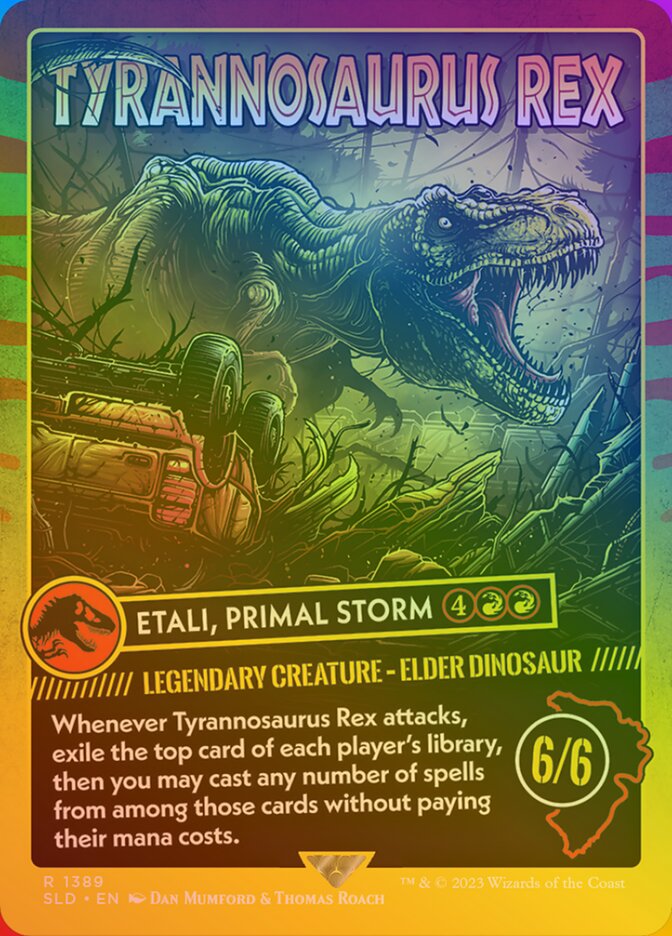 TYRANNOSAURUS REX
ETALI, PRIMAL STORM 4
LEGENDARY CREATURE - ELDER DINOSAUR
Whenever Tyrannosaurus Rex attacks,
exile the top card of each player's library,
then you may cast any number of spells
from among those cards without paying
their mana costs.
6/6
R 1389
SLD • EN DAN MUMFORD & THOMAS ROACH
™ & © 2023 Wizards of the Coast